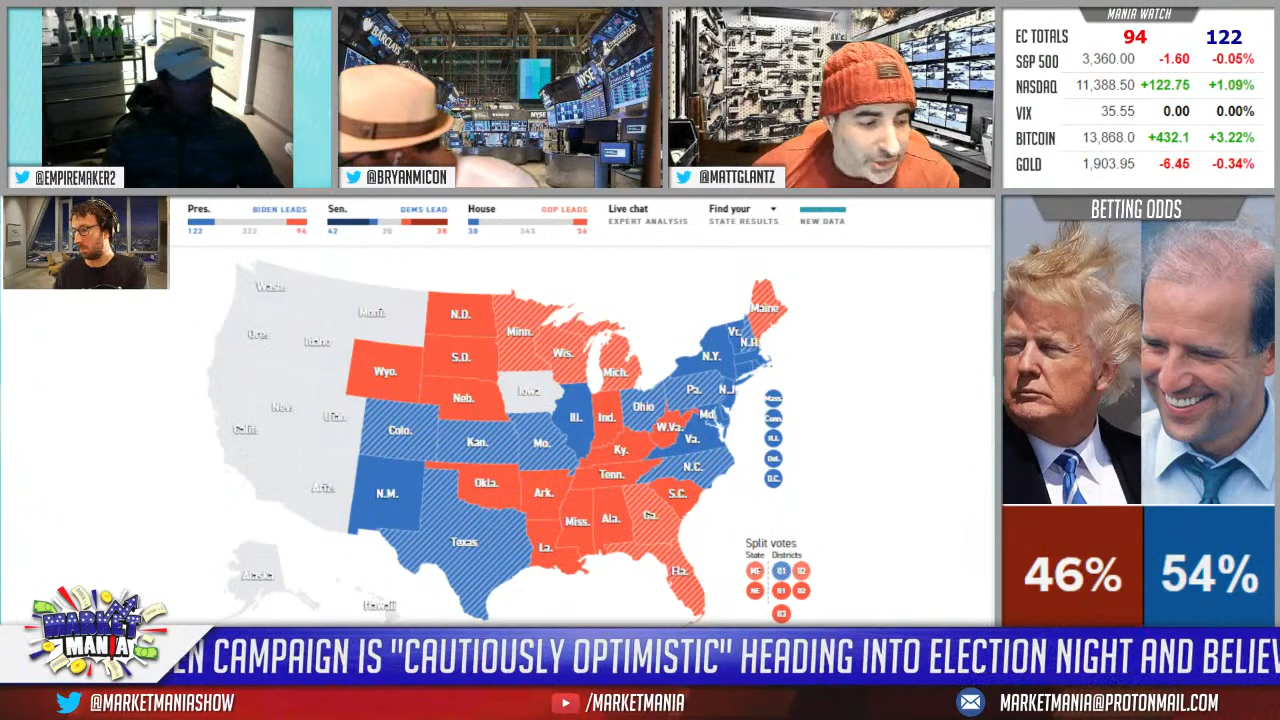 BARCLAYS
NYSE
NYSE
@EMPIREMAKER2
@BRYANMICON
@MATTGLANTZ
MANIA WATCH
EC TOTALS 94 122
S&P 500 3,360.00 -1.60 -0.05%
NASDAQ 11,388.50 +122.75 +1.09%
VIX 35.55 0.00 0.00%
BITCOIN 13,868.0 +432.1 +3.22%
GOLD 1,903.95 -6.45 -0.34%
Pres. BIDEN LEADS
122 322 94
Sen. DEMS LEAD
42 20 38
House GOP LEADS
38 343 54
Live chat
EXPERT ANALYSIS
Find your
STATE RESULTS
NEW DATA
BETTING ODDS
Wash.
Mont.
N.D.
Minn.
Maine
Ore.
Idaho
S.D.
Wis.
Vt.
N.H.
Wyo.
Mich.
N.Y.
Neb.
Iowa
Pa.
N.J.
Nev.
Utah
Colo.
Ill.
Ind.
Ohio
Md.
Mass.
Conn.
R.I.
Del.
D.C.
Calif.
Kan.
Mo.
W.Va.
Va.
Ky.
N.C.
Ariz.
N.M.
Okla.
Ark.
Tenn.
S.C.
Texas
La.
Miss.
Ala.
Ga.
Fla.
Alaska
Hawaii
Split votes
State Districts
ME 01 02
NE 01 02
03
46% 54%
MARKET
MANIA
EN CAMPAIGN IS "CAUTIOUSLY OPTIMISTIC" HEADING INTO ELECTION NIGHT AND BELIEV
@MARKETMANIASHOW
/MARKETMANIA
MARKETMANIA@PROTONMAIL.COM